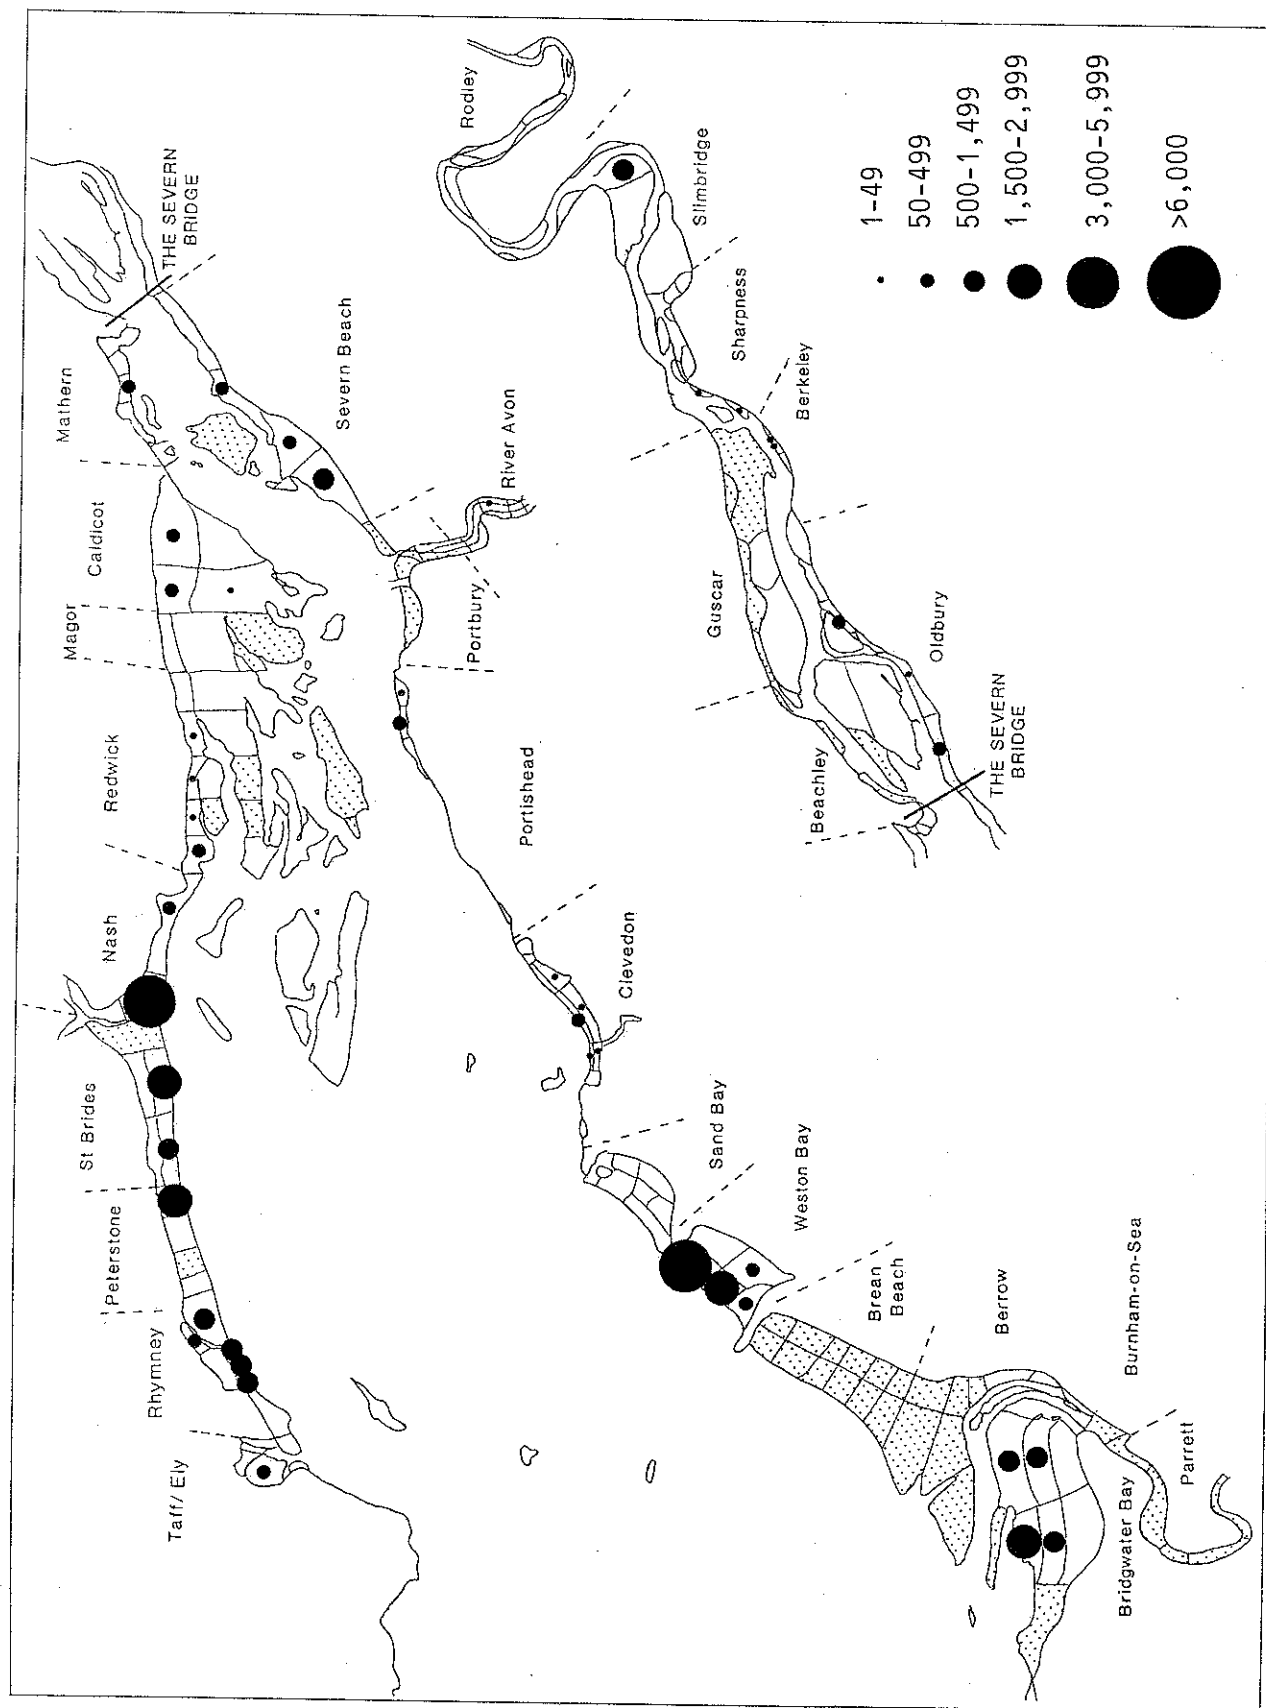 Taff/ Ely
Rhymney
Peterstone
St Brides
Nash
Redwick
Magor
Caldicot
Mathern
THE SEVERN
BRIDGE
Severn Beach
River Avon
Portbury
Portishead
Clevedon
Sand Bay
Weston Bay
Brean
Beach
Berrow
Burnham-on-Sea
Parrett
Bridgwater Bay
Rodley
Slimbridge
Sharpness
Berkeley
Guscar
Oldbury
Beachley
THE SEVERN
BRIDGE
1-49
50-499
500-1,499
1,500-2,999
3,000-5,999
>6,000